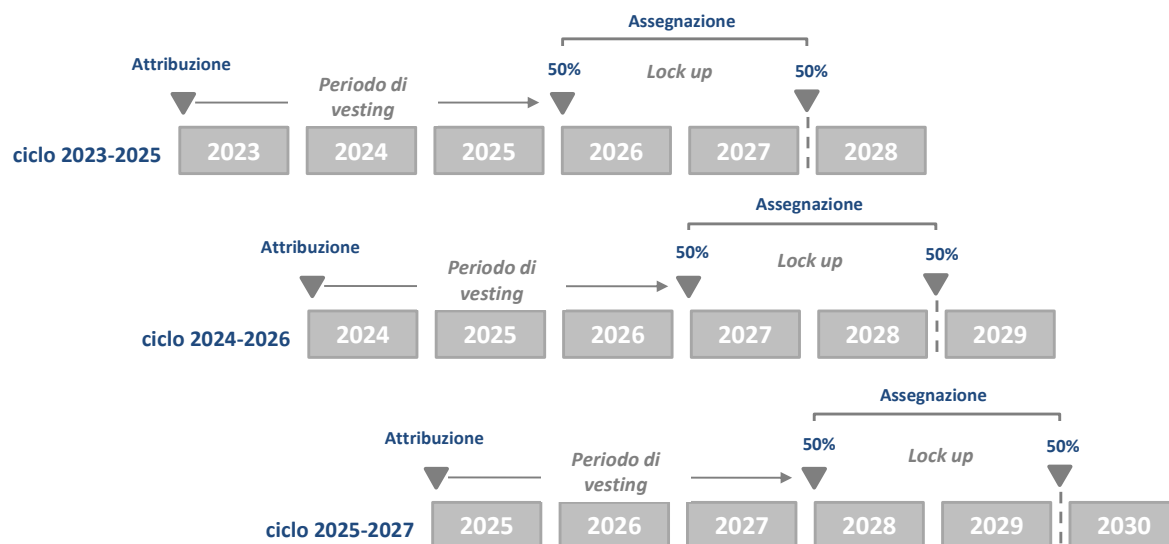 Assegnazione
Attribuzione
50%
Lock up
50%
Periodo di
vesting
ciclo 2023-2025
2023
2024
2025
2026
2027
2028
Assegnazione
Attribuzione
50%
Lock up
50%
Periodo di
vesting
ciclo 2024-2026
2024
2025
2026
2027
2028
2029
Assegnazione
Attribuzione
50%
Lock up
50%
Periodo di
vesting
ciclo 2025-2027
2025
2026
2027
2028
2029
2030